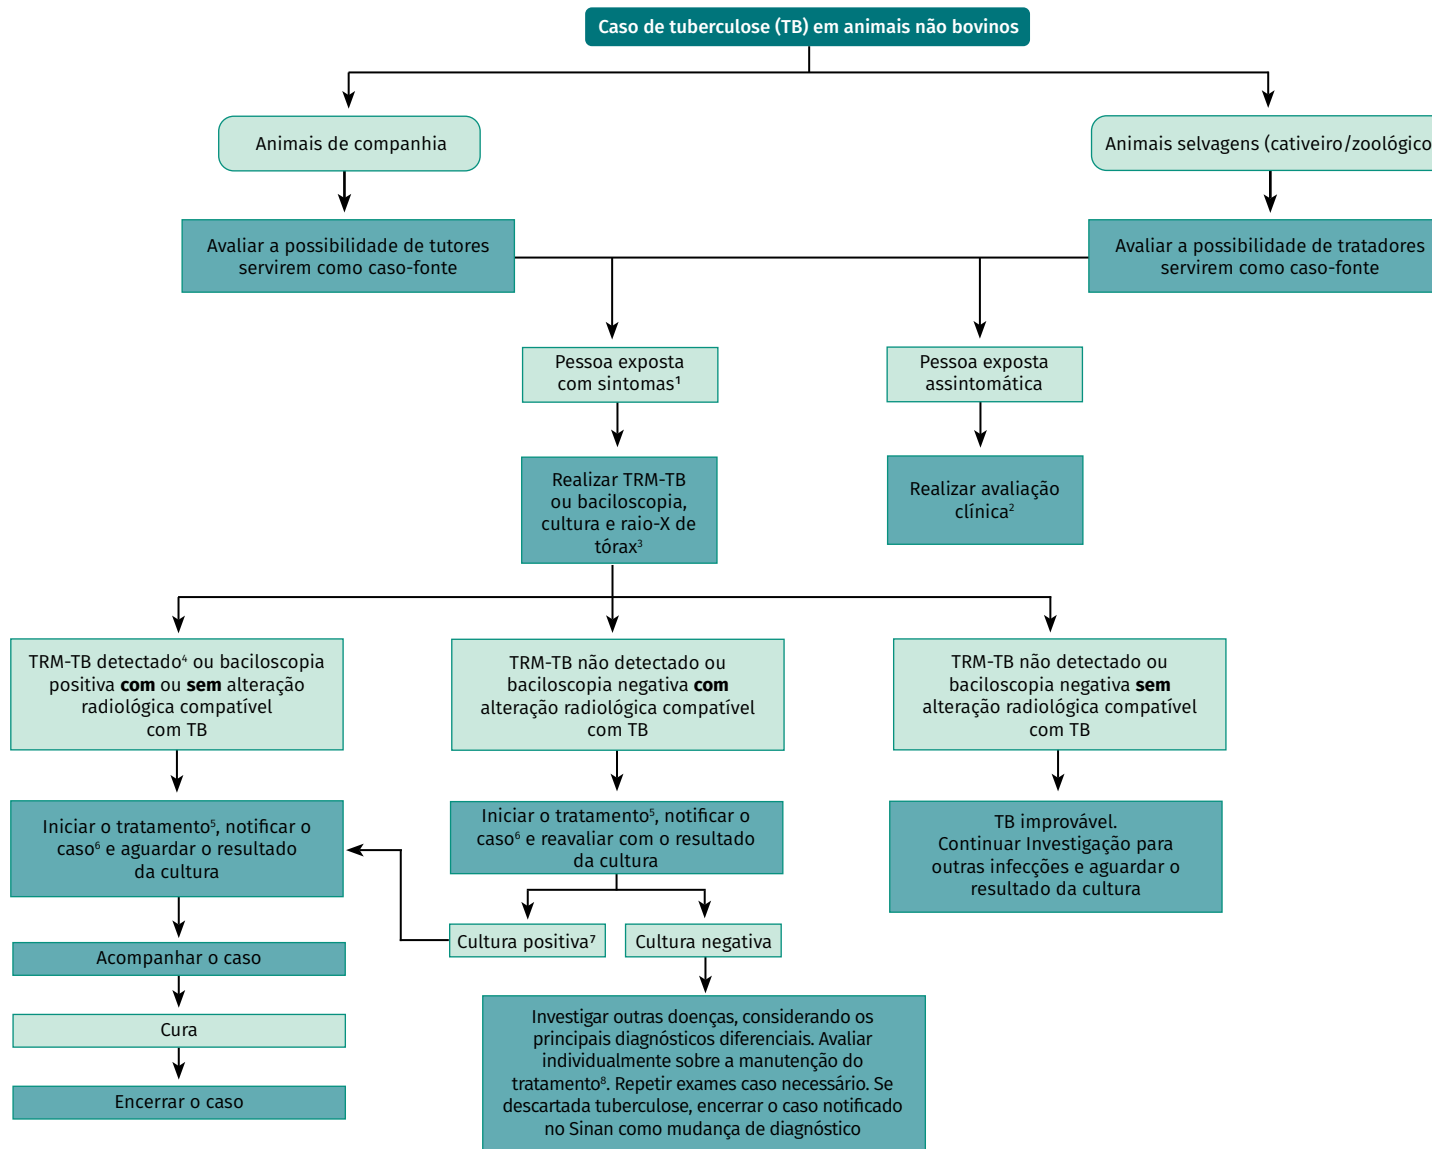 Caso de tuberculose (TB) em animais não bovinos
Animais de companhia
Animais selvagens (cativeiro/zoológico
Avaliar a possibilidade de tutores
servirem como caso-fonte
Avaliar a possibilidade de tratadores
servirem como caso-fonte
Pessoa exposta
com sintomas¹
Pessoa exposta
assintomática
Realizar TRM-TB
ou baciloscopia,
cultura e raio-X de
tórax³
Realizar avaliação
clínica²
TRM-TB detectado⁴ ou baciloscopia
positiva com ou sem alteração
radiológica compatível
com TB
TRM-TB não detectado ou
baciloscopia negativa com
alteração radiológica compatível
com TB
TRM-TB não detectado ou
baciloscopia negativa sem
alteração radiológica compatível
com TB
Iniciar o tratamento⁵, notificar o
caso⁶ e aguardar o resultado
da cultura
Iniciar o tratamento⁵, notificar o
caso⁶ e reavaliar com o resultado
da cultura
TB improvável.
Continuar Investigação para
outras infecções e aguardar o
resultado da cultura
Cultura positiva⁷
Cultura negativa
Acompanhar o caso
Cura
Encerrar o caso
Investigar outras doenças, considerando os
principais diagnósticos diferenciais. Avaliar
individualmente sobre a manutenção do
tratamento⁸. Repetir exames caso necessário. Se
descartada tuberculose, encerrar o caso notificado
no Sinan como mudança de diagnóstico